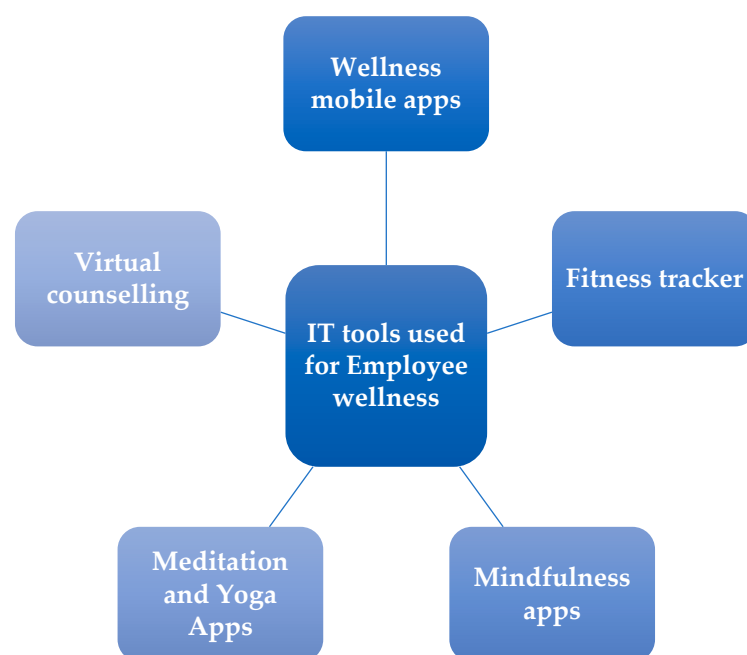 Wellness
mobile apps
Virtual
counselling
Fitness tracker
IT tools used
for Employee
wellness
Meditation
and Yoga
Apps
Mindfulness
apps